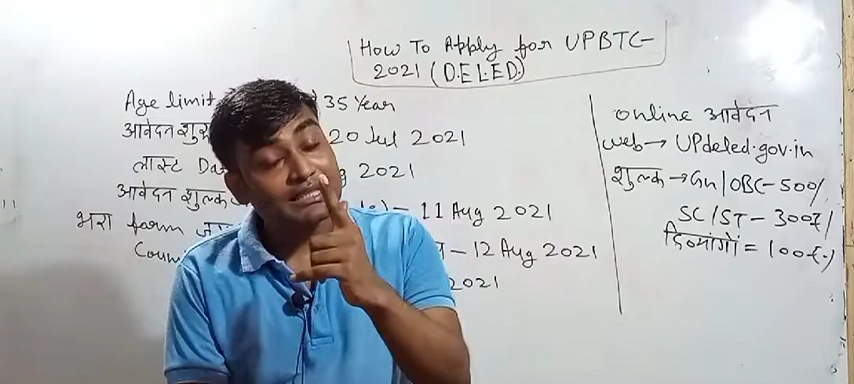 How To Apply for UPBTC-
2021 (D.EL.ED.)
Age limit 35 Year
आवेदन 20 Jul 2021
लास्ट Aug 2021
आवेदन शुल्क - 11 Aug 2021
भरा form - 12 Aug 2021
2021
online आवेदन
web → UPdeled.gov.in
शुल्क → Gn/OBC - 500/
SC/ST - 300₹/
दिव्यांगों = 100₹/